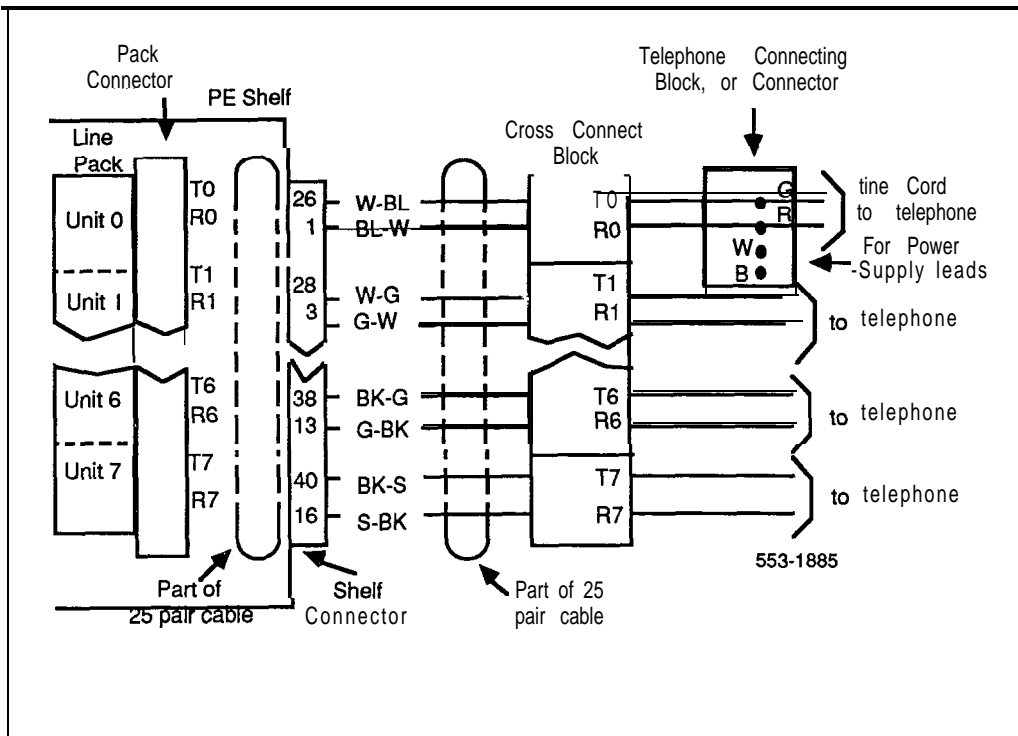 Pack
Connector
PE Shelf
Telephone Connecting
Block, or Connector
Line
Pack
Cross Connect
Block
Unit 0
T0
R0
26
1
W-BL
BL-W
T0
R0
G
R
W
B
tine Cord
to telephone
For Power
-Supply leads
Unit 1
T1
R1
28
3
W-G
G-W
T1
R1
to telephone
Unit 6
T6
R6
38
13
BK-G
G-BK
T6
R6
to telephone
Unit 7
T7
R7
40
16
BK-S
S-BK
T7
R7
to telephone
553-1885
Part of
25 pair cable
Shelf
Connector
Part of 25
pair cable